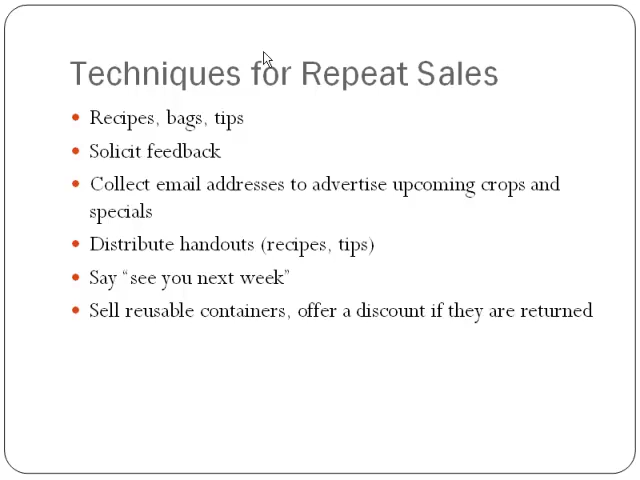 Techniques for Repeat Sales
• Recipes, bags, tips
• Solicit feedback
• Collect email addresses to advertise upcoming crops and
specials
• Distribute handouts (recipes, tips)
• Say “see you next week”
• Sell reusable containers, offer a discount if they are returned